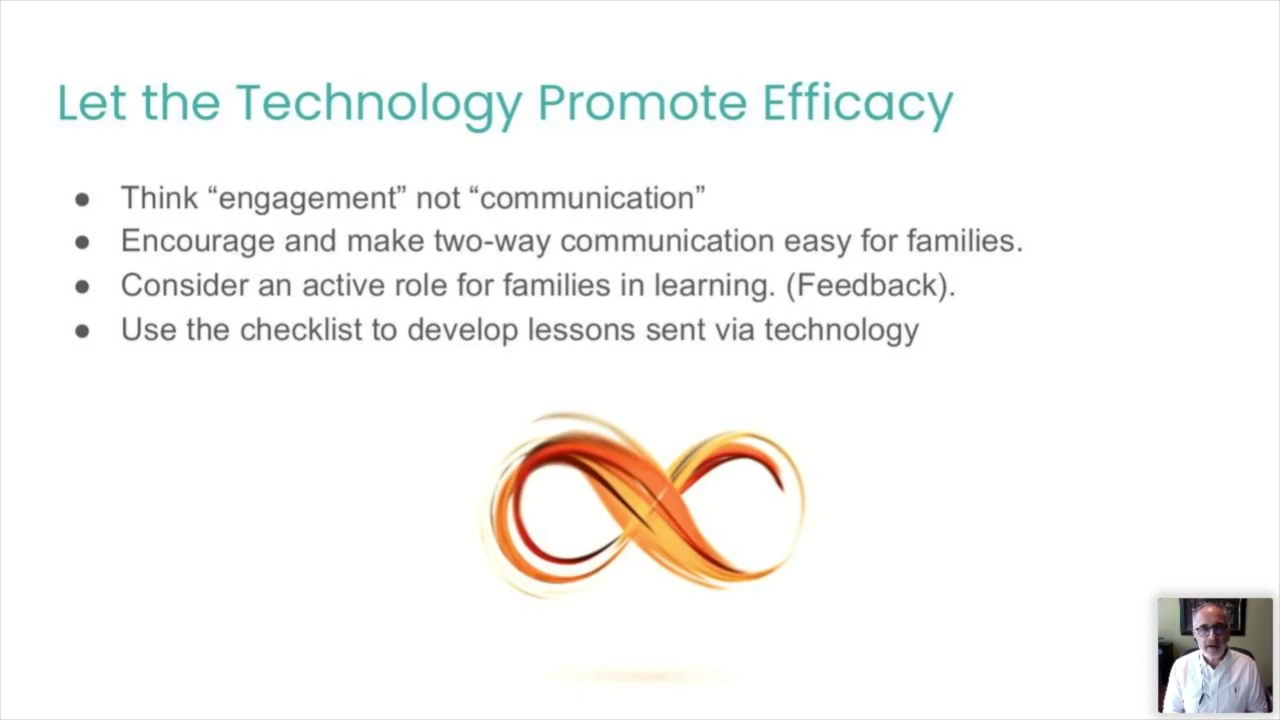 Let the Technology Promote Efficacy
● Think “engagement” not “communication”
● Encourage and make two-way communication easy for families.
● Consider an active role for families in learning. (Feedback).
● Use the checklist to develop lessons sent via technology